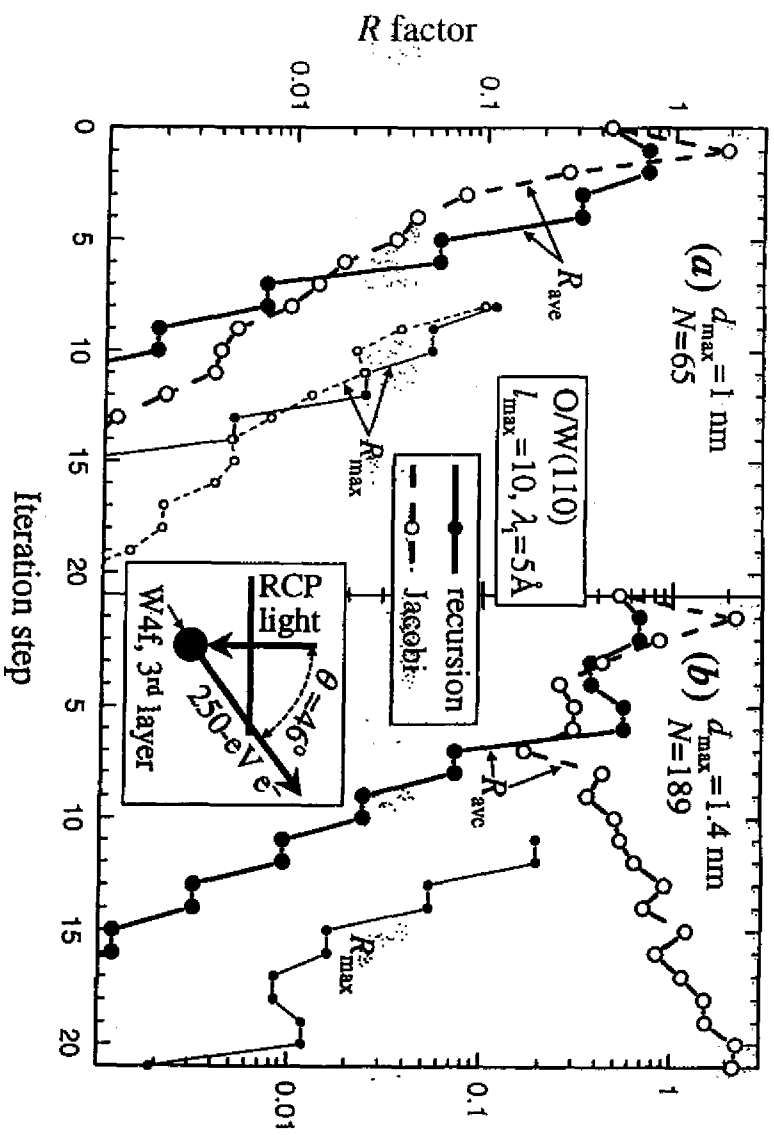 R factor
0.01
0.1
1
0
5
10
15
20
5
10
15
20
0.01
0.1
1
Iteration step
(a) d_max=1 nm
N=65
R_ave
R_max
O/W(110)
l_max=10, λ_i=5Å
recursion
Jacobi
(b) d_max=1.4 nm
N=189
R_ave
R_max
RCP
light
θ=46°
250-eV e-
W4f, 3rd layer